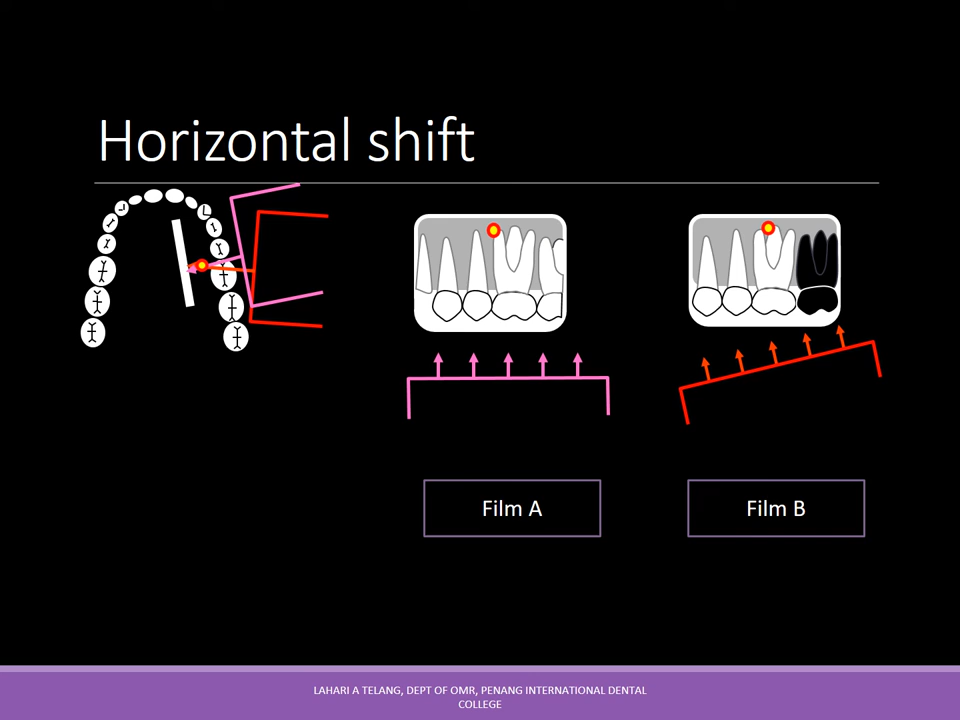 Horizontal shift
Film A
Film B
LAHARI A TELANG, DEPT OF OMR, PENANG INTERNATIONAL DENTAL
COLLEGE